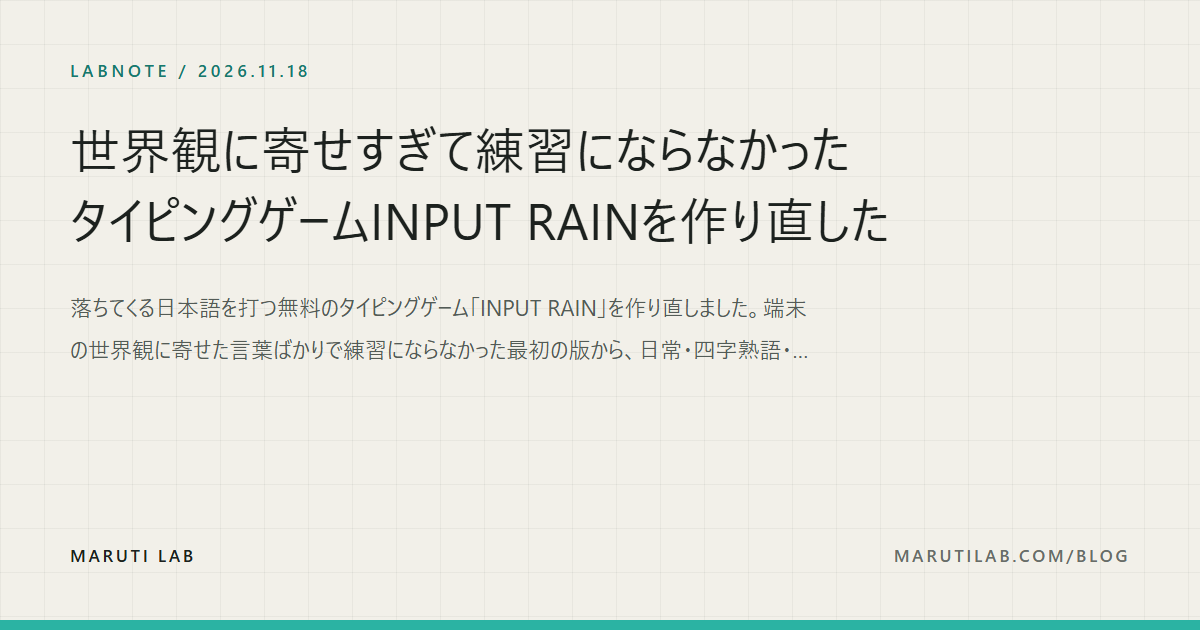 LABNOTE / 2026.11.18
世界観に寄せすぎて練習にならなかった
タイピングゲームINPUT RAINを作り直した
落ちてくる日本語を打つ無料のタイピングゲーム「INPUT RAIN」を作り直しました。端末
の世界観に寄せた言葉ばかりで練習にならなかった最初の版から、日常・四字熟語・...
MARUTI LAB
MARUTILAB.COM/BLOG